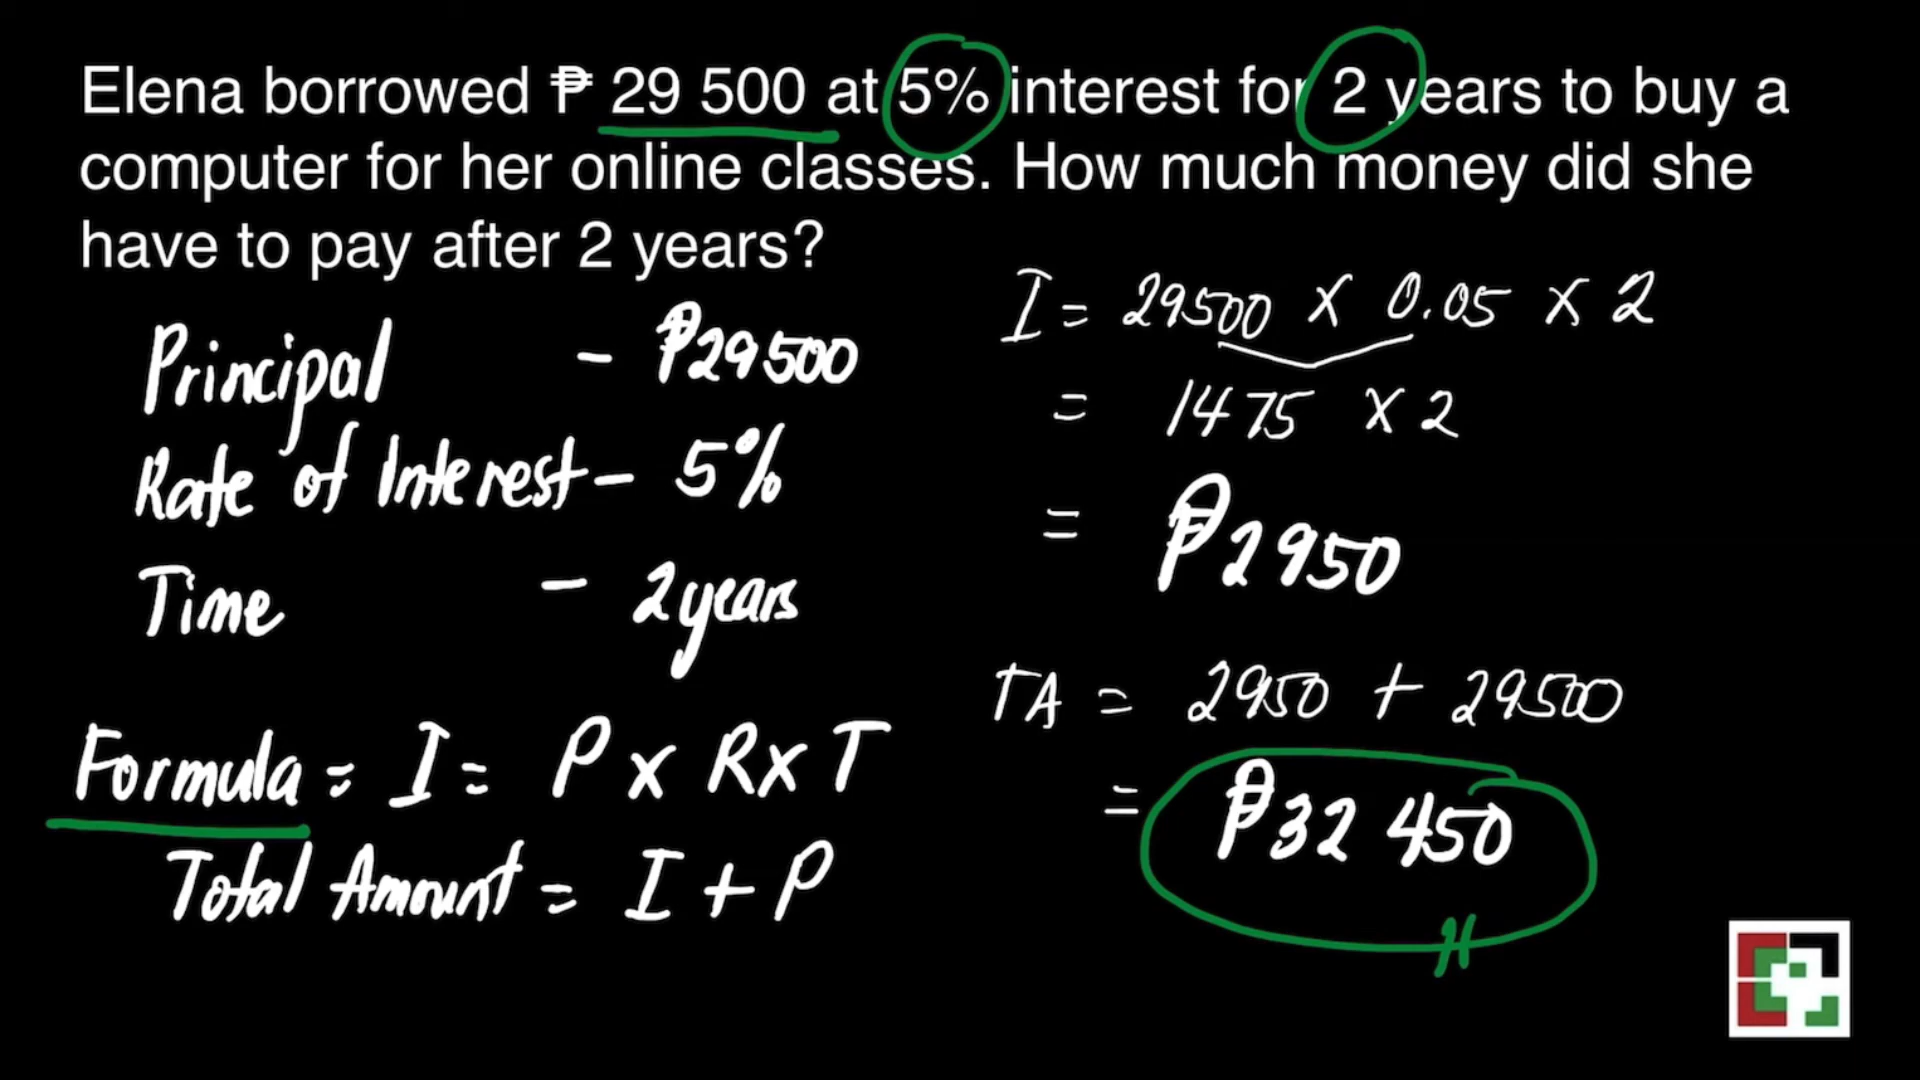 Elena borrowed ₱ 29 500 at 5% interest for 2 years to buy a
computer for her online classes. How much money did she
have to pay after 2 years?
Principal - ₱29500
Rate of Interest - 5%
Time - 2 years
Formula = I = P x R x T
Total Amount = I + P
I = 29500 x 0.05 x 2
= 1475 x 2
= ₱2950
TA = 2950 + 29500
= ₱32 450